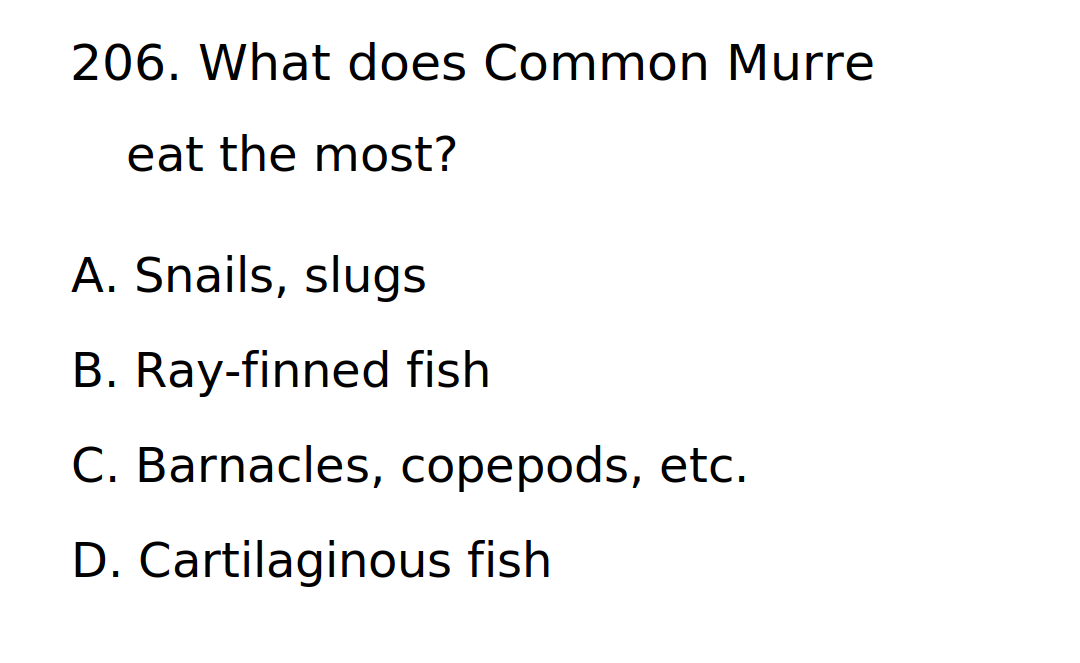 206. What does Common Murre
eat the most?
A. Snails, slugs
B. Ray-finned fish
C. Barnacles, copepods, etc.
D. Cartilaginous fish